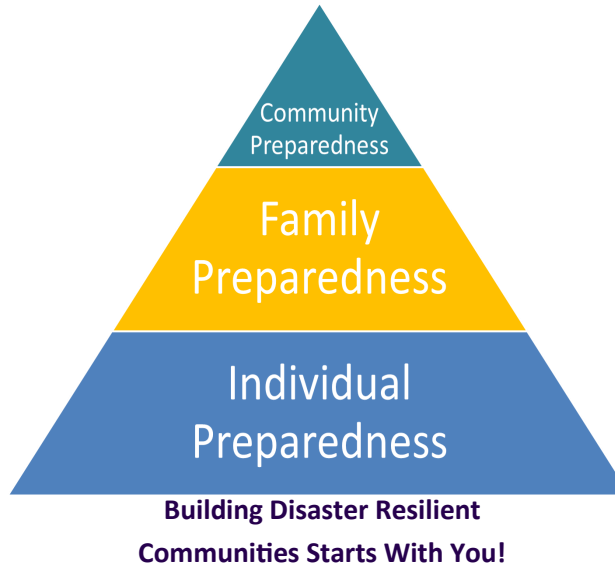 Community
Preparedness
Family
Preparedness
Individual
Preparedness
Building Disaster Resilient
Communities Starts With You!